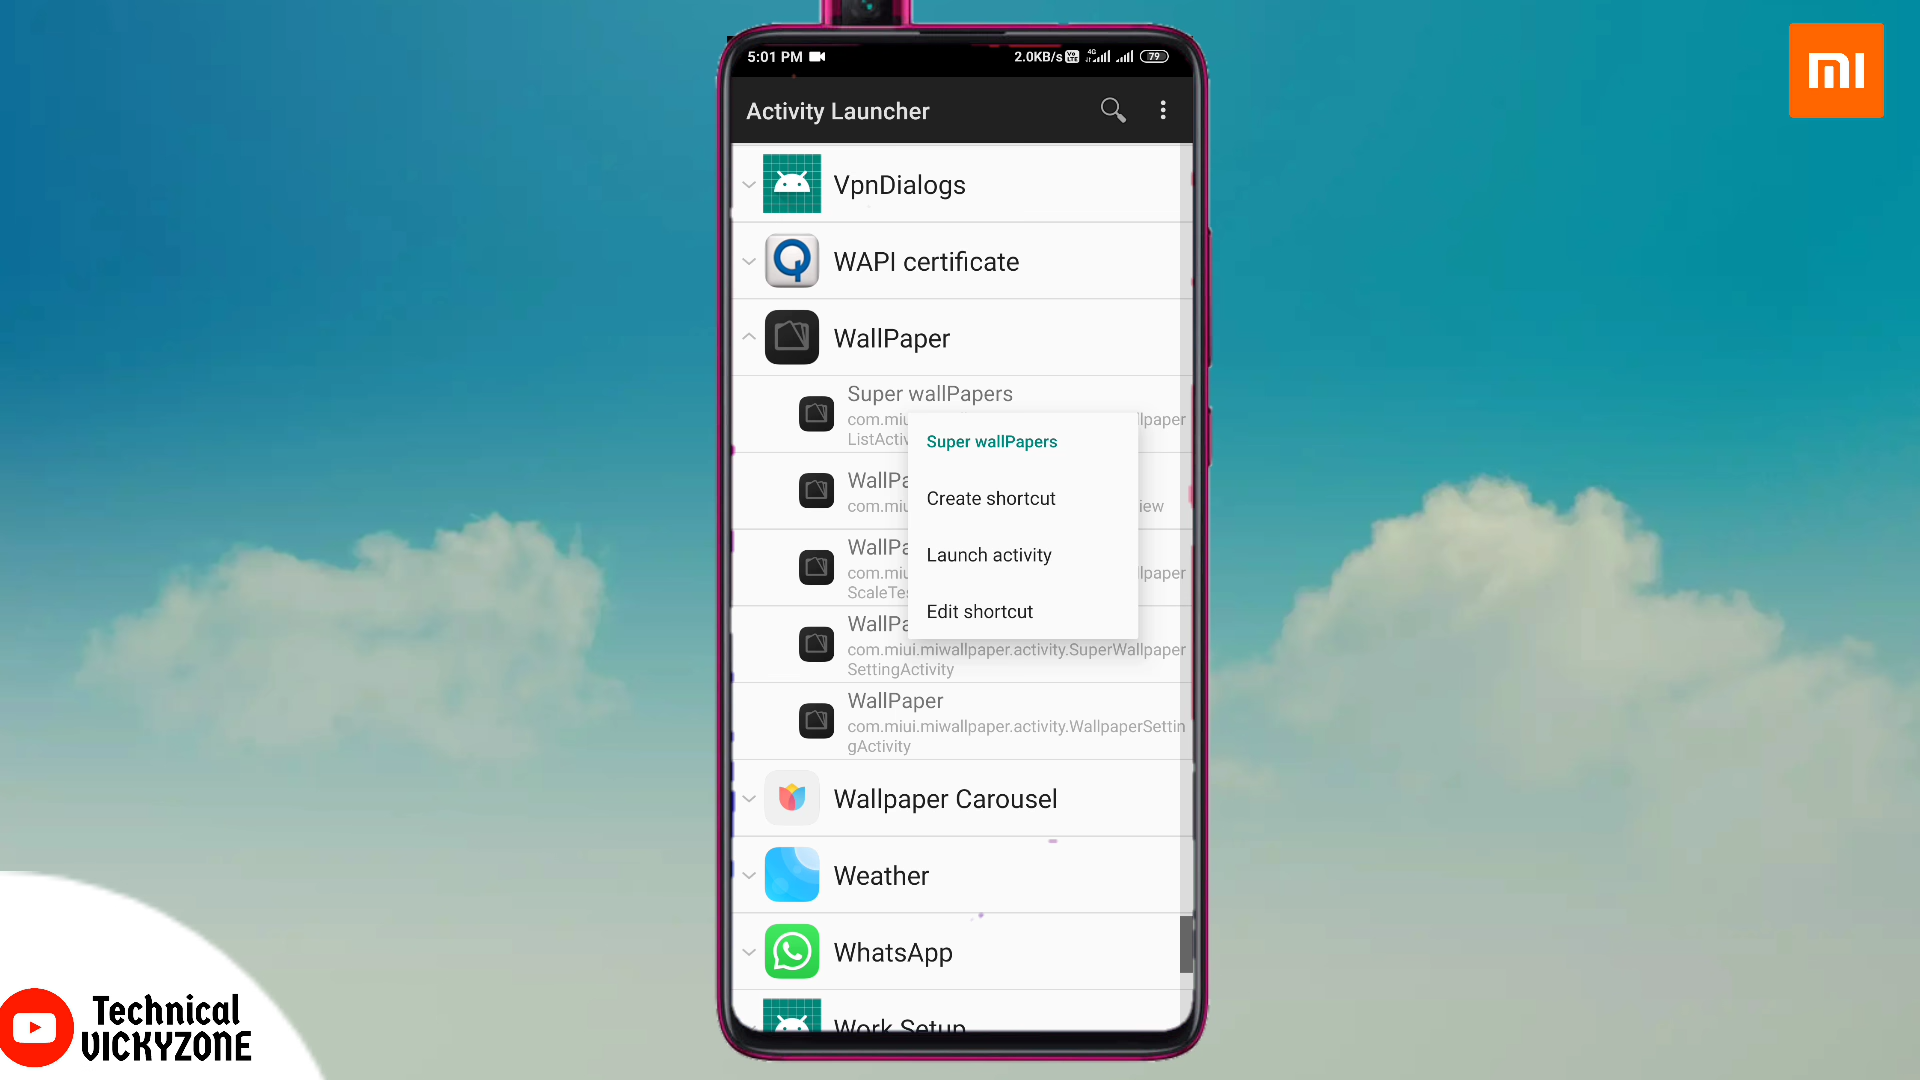 5:01 PM
2.0KB/s
4G
79
Activity Launcher
VpnDialogs
WAPI certificate
WallPaper
Super wallPapers
com.miu
lpaper
ListActiv
Super wallPapers
WallPa
com.miu
iew
Create shortcut
WallPa
Launch activity
com.miu
lpaper
ScaleTes
Edit shortcut
WallPa
com.miui.miwallpaper.activity.SuperWallpaper
SettingActivity
WallPaper
com.miui.miwallpaper.activity.WallpaperSettin
gActivity
Wallpaper Carousel
Weather
WhatsApp
Work Setup
MI
Technical
VICKYZONE